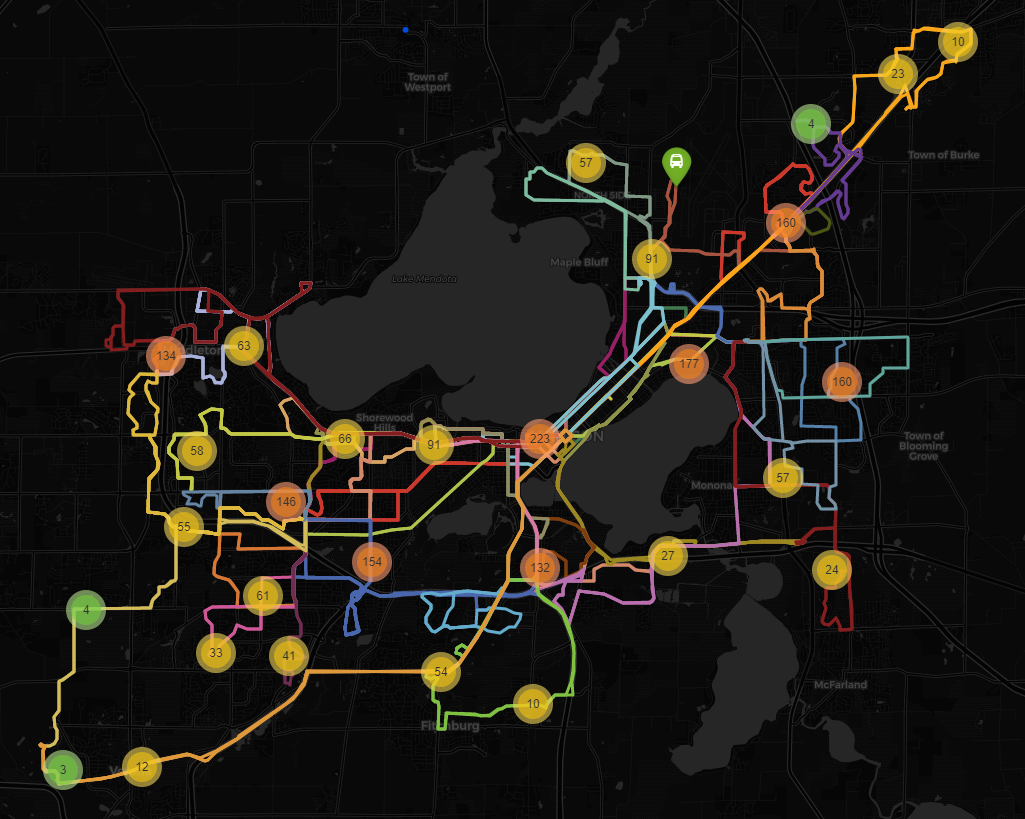 10
23
Town of
Westport
4
Town of Burke
57
160
91
Maple Bluff
Lake Mendota
63
134
177
160
Shorewood
Hills
66
91
223
58
Town of
Blooming
Grove
57
Monona
146
55
27
154
132
24
61
4
33
41
54
McFarland
10
12
3